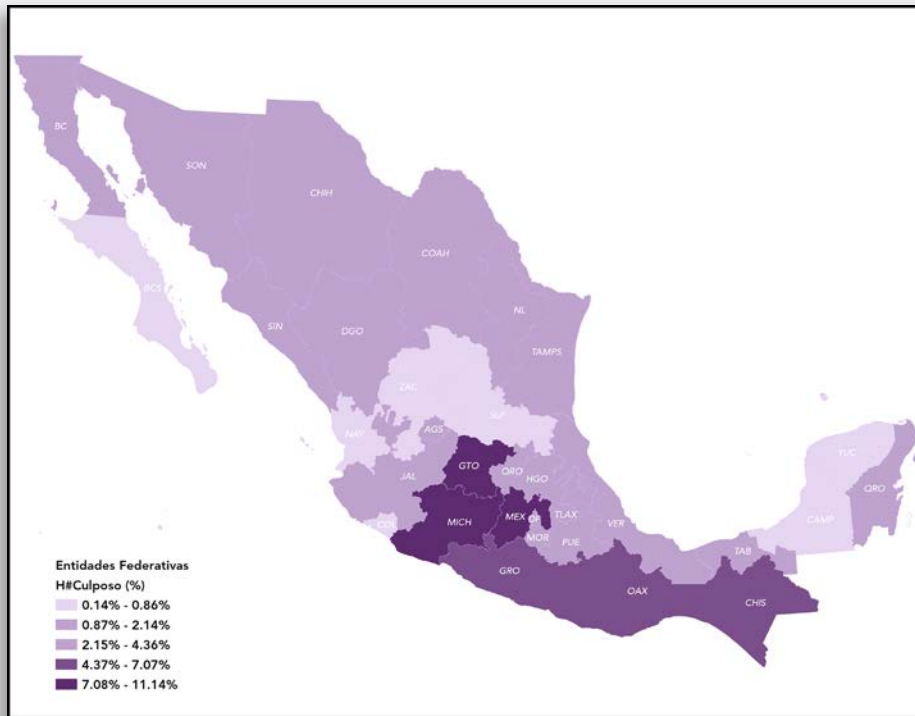 BC
SON
CHIH
COAH
BCS
NL
SIN
DGO
TAMPS
ZAC
SLP
NAY
AGS
YUC
GTO
QRO
HGO
JAL
QRO
COL
MICH
MEX
DF
TLAX
VER
CAMP
MOR
PUE
TAB
GRO
OAX
CHIS
Entidades Federativas
H#Culposo (%)
0.14% - 0.86%
0.87% - 2.14%
2.15% - 4.36%
4.37% - 7.07%
7.08% - 11.14%